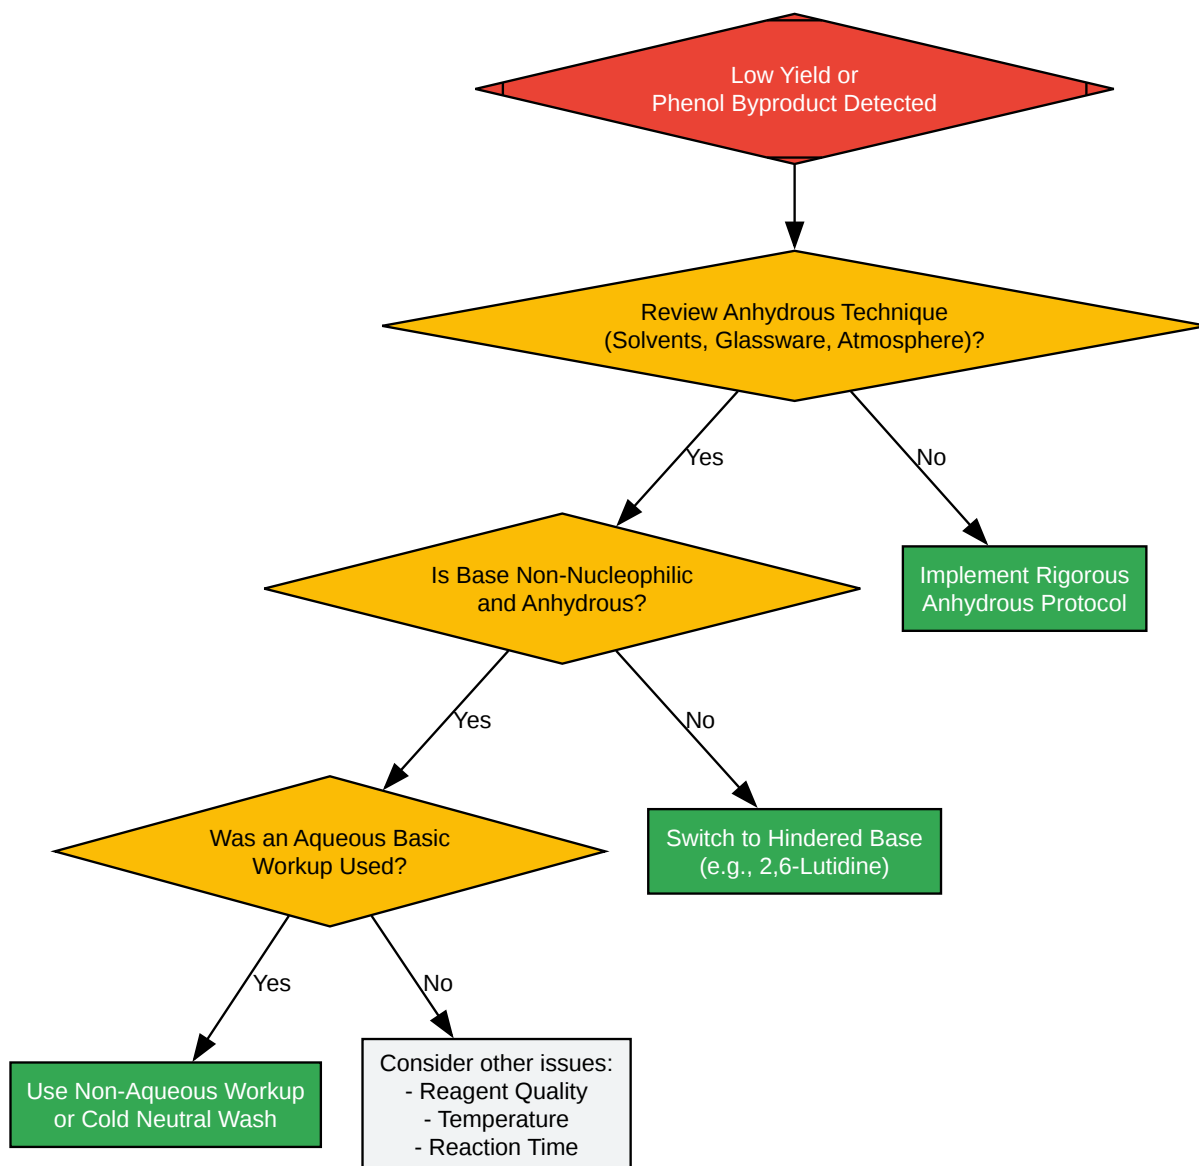 Low Yield or
Phenol Byproduct Detected
Review Anhydrous Technique
(Solvents, Glassware, Atmosphere)?
Yes
No
Is Base Non-Nucleophilic
and Anhydrous?
Implement Rigorous
Anhydrous Protocol
Yes
No
Was an Aqueous Basic
Workup Used?
Switch to Hindered Base
(e.g., 2,6-Lutidine)
Yes
No
Use Non-Aqueous Workup
or Cold Neutral Wash
Consider other issues:
- Reagent Quality
- Temperature
- Reaction Time